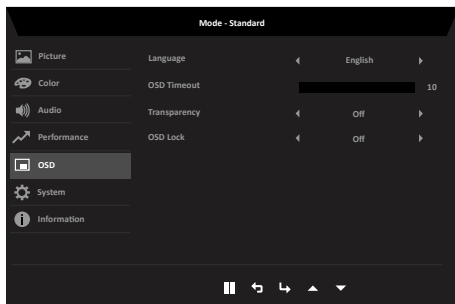 Mode - Standard
Picture
Color
Audio
Performance
OSD
System
Information
Language English
OSD Timeout 10
Transparency Off
OSD Lock Off